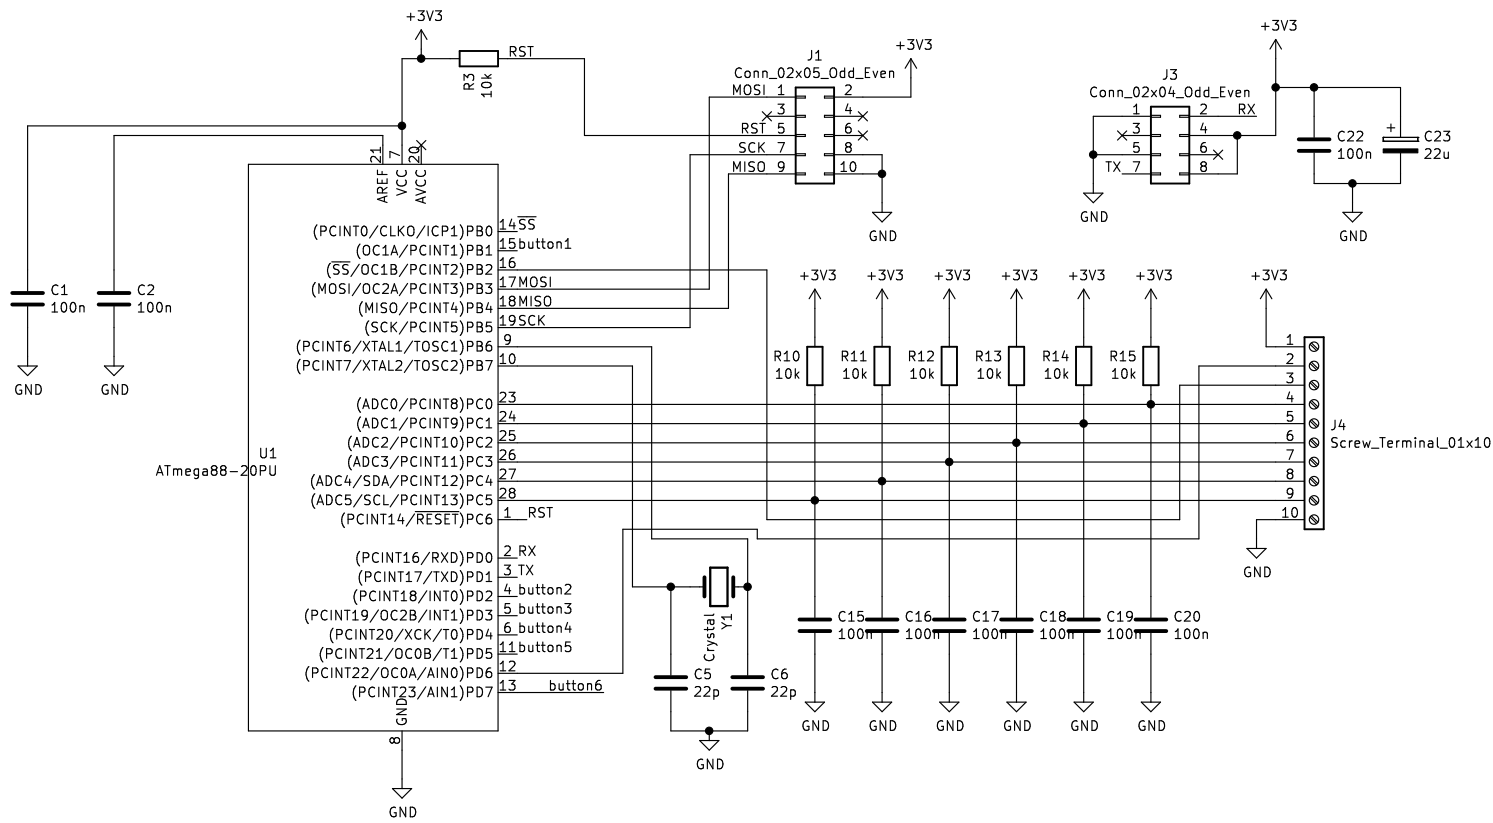 +3V3
R3
10k
RST
J1
Conn_02x05_Odd_Even
+3V3
MOSI 1
2
3
4
RST 5
6
SCK 7
8
MISO 9
10
GND
J3
Conn_02x04_Odd_Even
+3V3
1
2 RX
3
4
5
6
TX 7
8
GND
C22
100n
+
C23
22u
GND
21
7
20
AREF
VCC
AVCC
C1
100n
GND
C2
100n
GND
U1
ATmega88-20PU
(PCINT0/CLKO/ICP1)PB0 14 SS
(OC1A/PCINT1)PB1 15 button1
(SS/OC1B/PCINT2)PB2 16
(MOSI/OC2A/PCINT3)PB3 17 MOSI
(MISO/PCINT4)PB4 18 MISO
(SCK/PCINT5)PB5 19 SCK
(PCINT6/XTAL1/TOSC1)PB6 9
(PCINT7/XTAL2/TOSC2)PB7 10
(ADC0/PCINT8)PC0 23
(ADC1/PCINT9)PC1 24
(ADC2/PCINT10)PC2 25
(ADC3/PCINT11)PC3 26
(ADC4/SDA/PCINT12)PC4 27
(ADC5/SCL/PCINT13)PC5 28
(PCINT14/RESET)PC6 1 RST
(PCINT16/RXD)PD0 2 RX
(PCINT17/TXD)PD1 3 TX
(PCINT18/INT0)PD2 4 button2
(PCINT19/OC2B/INT1)PD3 5 button3
(PCINT20/XCK/T0)PD4 6 button4
(PCINT21/OC0B/T1)PD5 11 button5
(PCINT22/OC0A/AIN0)PD6 12
(PCINT23/AIN1)PD7 13 button6
GND
8
GND
+3V3
+3V3
+3V3
+3V3
+3V3
+3V3
+3V3
R10
10k
R11
10k
R12
10k
R13
10k
R14
10k
R15
10k
1
2
3
4
5
6
7
8
9
10
J4
Screw_Terminal_01x10
GND
Crystal
Y1
C5
22p
C6
22p
GND
C15
100n
C16
100n
C17
100n
C18
100n
C19
100n
C20
100n
GND
GND
GND
GND
GND
GND